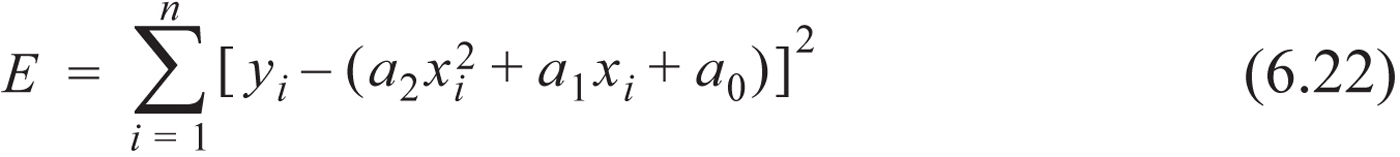 E = \sum_{i = 1}^{n} [ y_i - (a_2 x_i^2 + a_1 x_i + a_0)]^2 (6.22)